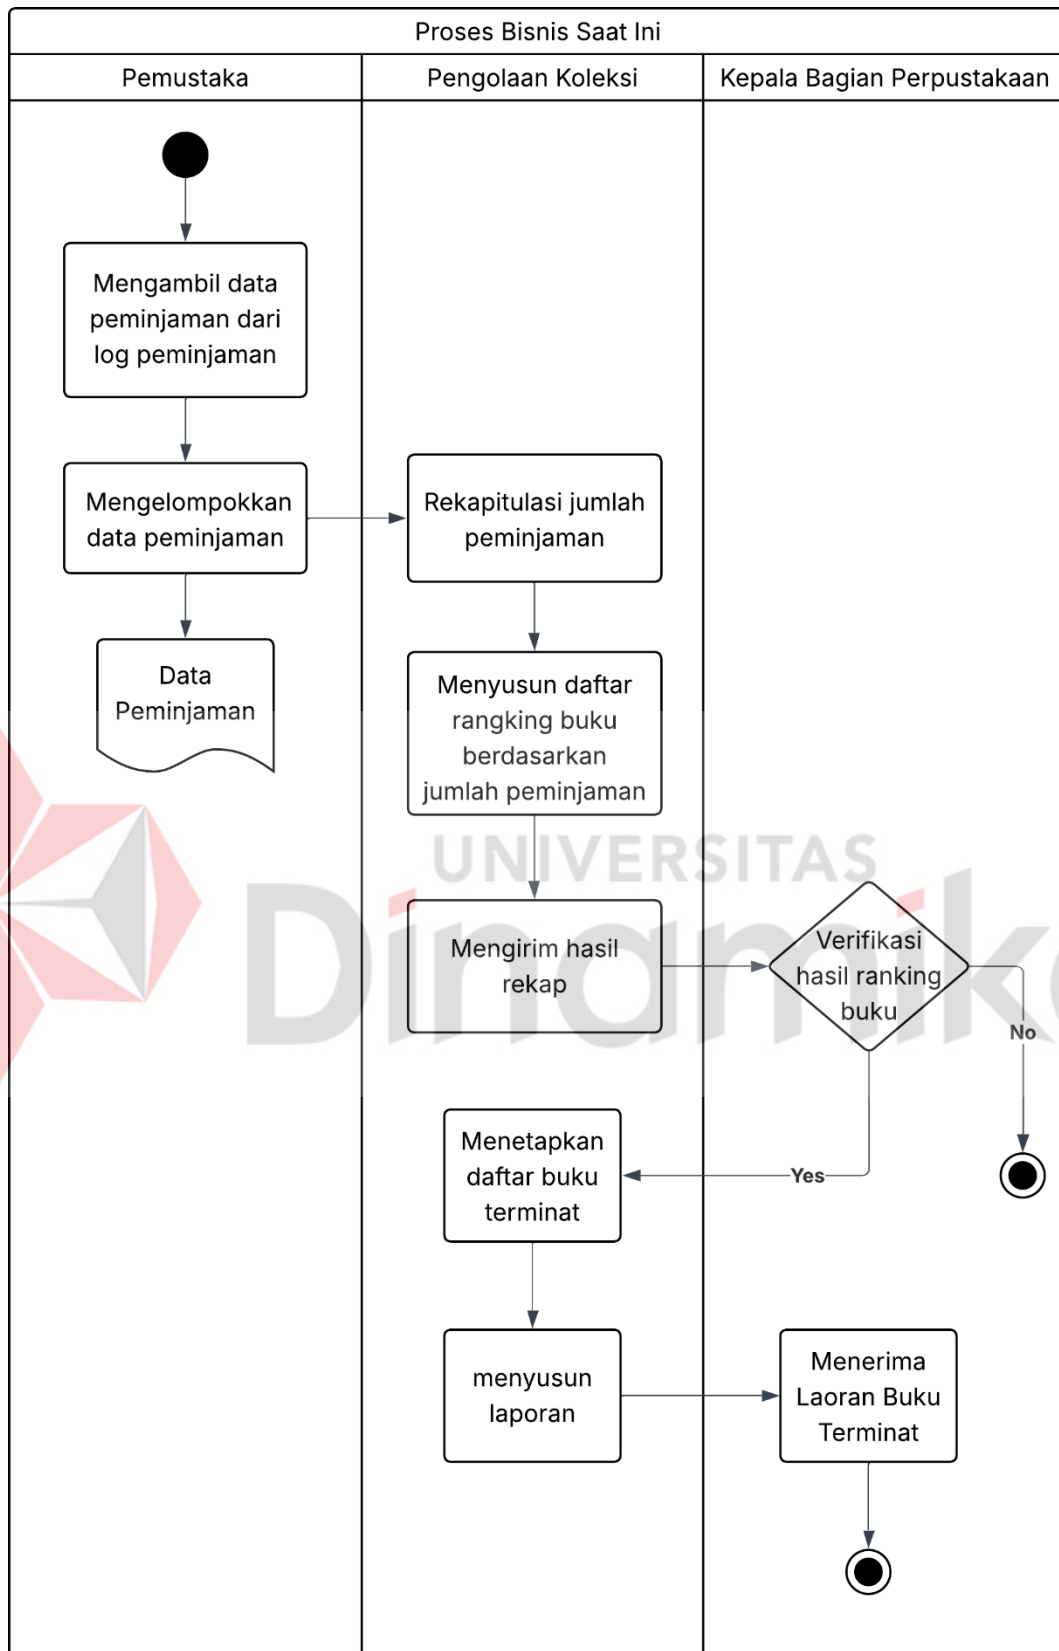 Proses Bisnis Saat Ini
Pemustaka
Pengolaan Koleksi
Kepala Bagian Perpustakaan
Mengambil data
peminjaman dari
log peminjaman
Mengelompokkan
data peminjaman
Rekapitulasi jumlah
peminjaman
Data
Peminjaman
Menyusun daftar
rangking buku
berdasarkan
jumlah peminjaman
UNIVERSITAS
Dinamika
Mengirim hasil
rekap
Verifikasi
hasil ranking
buku
No
Menetapkan
daftar buku
terminat
Yes
menyusun
laporan
Menerima
Laoran Buku
Terminat